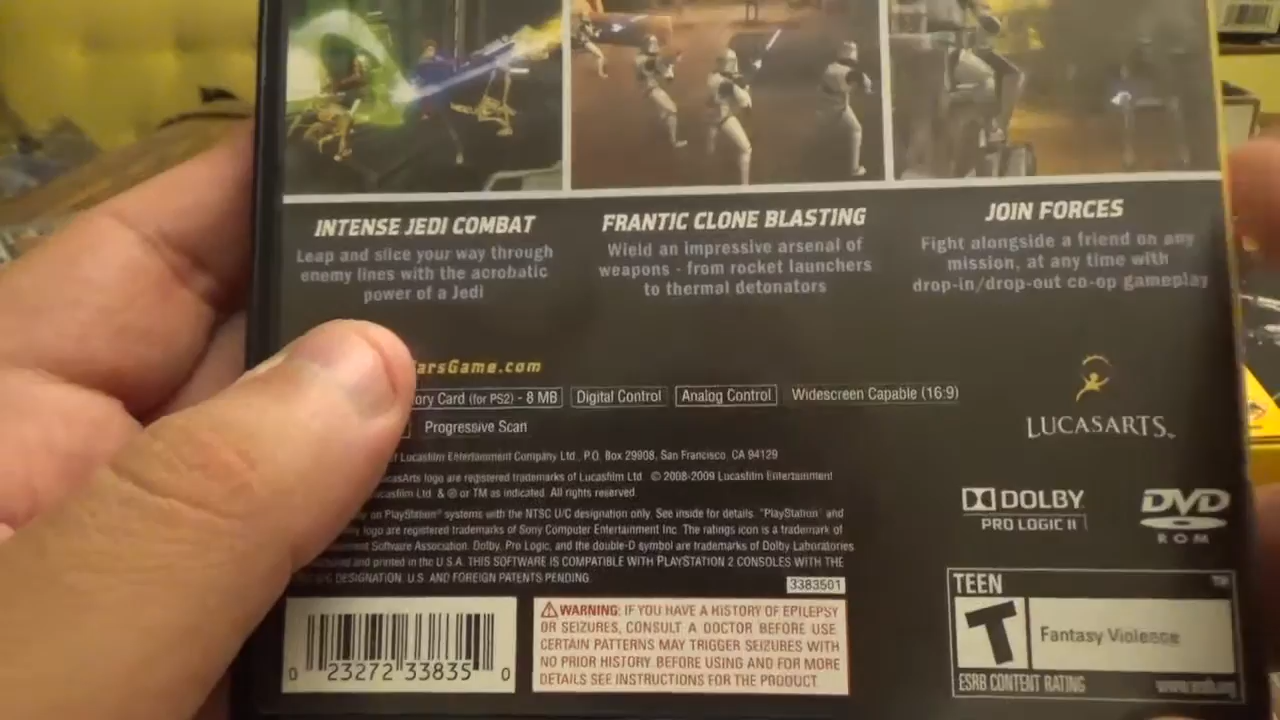 INTENSE JEDI COMBAT
Leap and slice your way through
enemy lines with the acrobatic
power of a Jedi
FRANTIC CLONE BLASTING
Wield an impressive arsenal of
weapons - from rocket launchers
to thermal detonators
JOIN FORCES
Fight alongside a friend on any
mission, at any time with
drop-in/drop-out co-op gameplay
arsGame.com
ory Card (for PS2) - 8 MB
Digital Control
Analog Control
Widescreen Capable (16:9)
Progressive Scan
LUCASARTS
Lucasfilm Entertainment Company Ltd., P.O. Box 29908, San Francisco, CA 94129
casArts logo are registered trademarks of Lucasfilm Ltd. © 2008-2009 Lucasfilm Entertainment
casfilm Ltd. & ® or TM as indicated. All rights reserved.
on PlayStation® systems with the NTSC U/C designation only. See inside for details. "PlayStation" and
logo are registered trademarks of Sony Computer Entertainment Inc. The ratings icon is a trademark of
Software Association. Dolby, Pro Logic, and the double-D symbol are trademarks of Dolby Laboratories
and printed in the U.S.A. THIS SOFTWARE IS COMPATIBLE WITH PLAYSTATION 2 CONSOLES WITH THE
DESIGNATION. U.S. AND FOREIGN PATENTS PENDING.
3383501
DOLBY
PRO LOGIC II
DVD
ROM
0 23272 33835 0
WARNING: IF YOU HAVE A HISTORY OF EPILEPSY
OR SEIZURES, CONSULT A DOCTOR BEFORE USE.
CERTAIN PATTERNS MAY TRIGGER SEIZURES WITH
NO PRIOR HISTORY. BEFORE USING AND FOR MORE
DETAILS SEE INSTRUCTIONS FOR THE PRODUCT.
TEEN
T
Fantasy Violence
ESRB CONTENT RATING